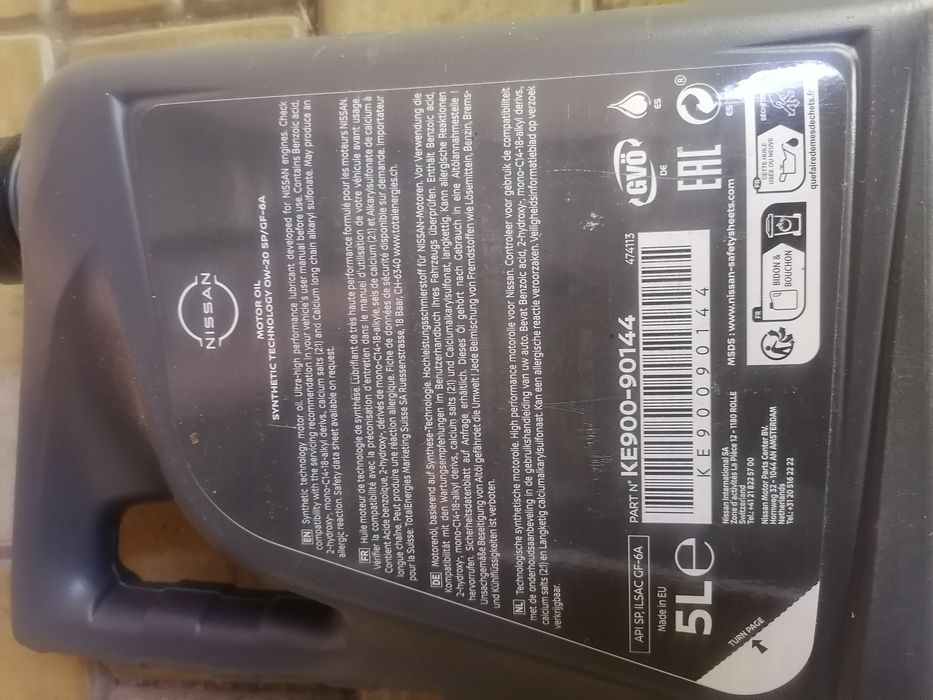 NISSAN
MOTOR OIL
SYNTHETIC TECHNOLOGY 0W-20 SP/GF-6A
EN Synthetic technology motor oil. Ultra-high performance lubricant developed for NISSAN engines. Check
compatibility with the servicing recommendation in your vehicle's user manual before use. Contains Benzoic acid,
2-hydroxy-, mono-C14-18-alkyl derivs., calcium salts (2:1) and Calcium long chain alkaryl sulfonate. May produce an
allergic reaction. Safety data sheet available on request.
FR Huile moteur de technologie de synthèse. Lubrifiant de très haute performance formulé pour les moteurs NISSAN.
Vérifier la compatibilité avec la préconisation d'entretien dans le manuel d'utilisation de votre véhicule avant usage.
Contient Acide benzoïque, 2-hydroxy-, dérivés de mono-C14-18-alkyle, sels de calcium (2:1) et Alkarylsulfonate de calcium à
longue chaîne. Peut produire une réaction allergique. Fiche de données de sécurité disponible sur demande. Importateur
pour la Suisse: TotalEnergies Marketing Suisse SA Ruessenstrasse, 18 Baar, CH-6340 www.totalenergies.ch.
DE Motorenöl basierend auf Synthese-Technologie. Hochleistungsschmierstoff für NISSAN-Motoren. Vor Verwendung die
Kompatibilität mit den Wartungsempfehlungen im Benutzerhandbuch Ihres Fahrzeugs überprüfen. Enthält Benzoic acid,
2-hydroxy-, mono-C14-18-alkyl derivs., calcium salts (2:1) und Calciumalkarylsulfonat, langkettig. Kann allergische Reaktionen
hervorrufen. Sicherheitsdatenblatt auf Anfrage erhältlich. Dieses Öl gehört nach Gebrauch in eine Altölannahmestelle !
Unsachgemäße Beseitigung von Altöl gefährdet die Umwelt ! Jede Beimischung von Fremdstoffen wie Lösemitteln, Benzin, Brems-
und Kühlflüssigkeiten ist verboten.
NL Technologische synthetische motorolie. High performance motorolie voor Nissan. Controleer voor gebruik de compatibiliteit
met de onderhoudsaanbeveling in de gebruikshandleiding van uw auto. Bevat Benzoic acid, 2-hydroxy-, mono-C14-18-alkyl derivs.,
calcium salts (2:1) en Langketig calciumalkarylsulfonaat. Kan een allergische reactie veroorzaken. Veiligheidsinformatieblad op verzoek
verkrijgbaar.
API SP, ILSAC GF-6A
Made in EU
5L e
TURN PAGE
PART N° KE900-90144
474113
KE90090144
GVÖ
DE
ES
EAC
®
ES
Nissan International SA
Zone d'activités La Pièce 12 - 1180 ROLLE
Switzerland
Tel.: +41 21 822 57 00
Nissan Motor Parts Center BV.
Hornweg 32 - 1044 AN AMSTERDAM
Netherland
Tel.: +31 20 516 22 22
MSDS : www.nissan-safetysheets.com
FR
BIDON &
BOUCHON
FR
CETTE HUILE
USÉE OU NEUVE
quefairedemesdechets.fr